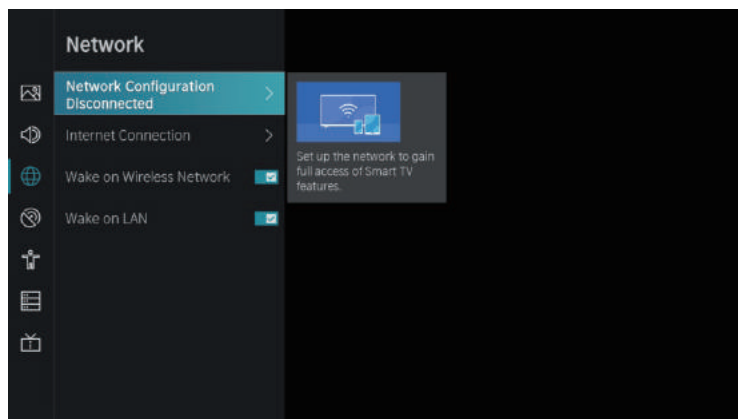 Network
Network Configuration
Disconnected
Internet Connection
Wake on Wireless Network
Wake on LAN
Set up the network to gain
full access of Smart TV
features.